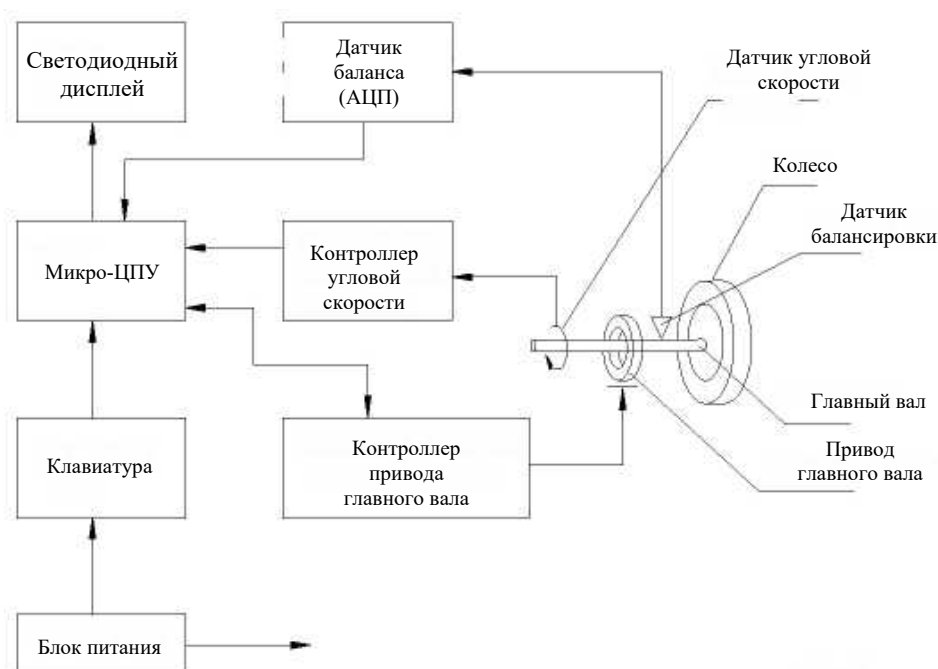 Светодиодный
дисплей
Датчик
баланса
(АЦП)
Датчик угловой
скорости
Колесо
Датчик
балансировки
Микро-ЦПУ
Контроллер
угловой
скорости
Главный вал
Клавиатура
Контроллер
привода
главного вала
Привод
главного вала
Блок питания